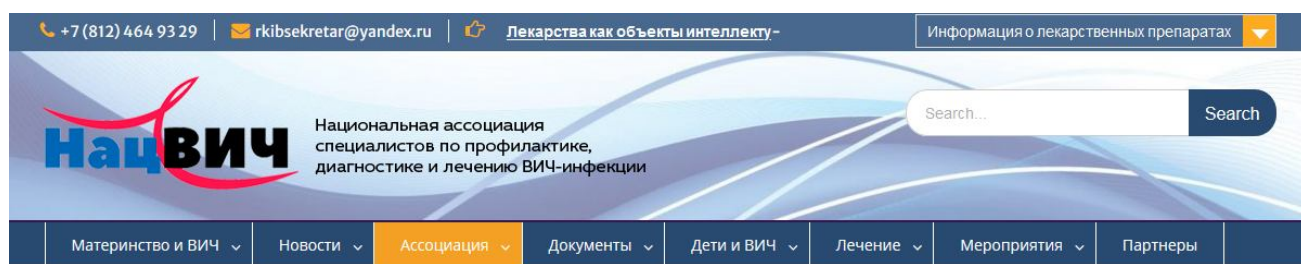 +7 (812) 464 93 29
rkibsekretar@yandex.ru
Лекарства как объекты интеллекту-
Информация о лекарственных препаратах
НацВИЧ
Национальная ассоциация
специалистов по профилактике,
диагностике и лечению ВИЧ-инфекции
Search...
Search
Материнство и ВИЧ
Новости
Ассоциация
Документы
Дети и ВИЧ
Лечение
Мероприятия
Партнеры